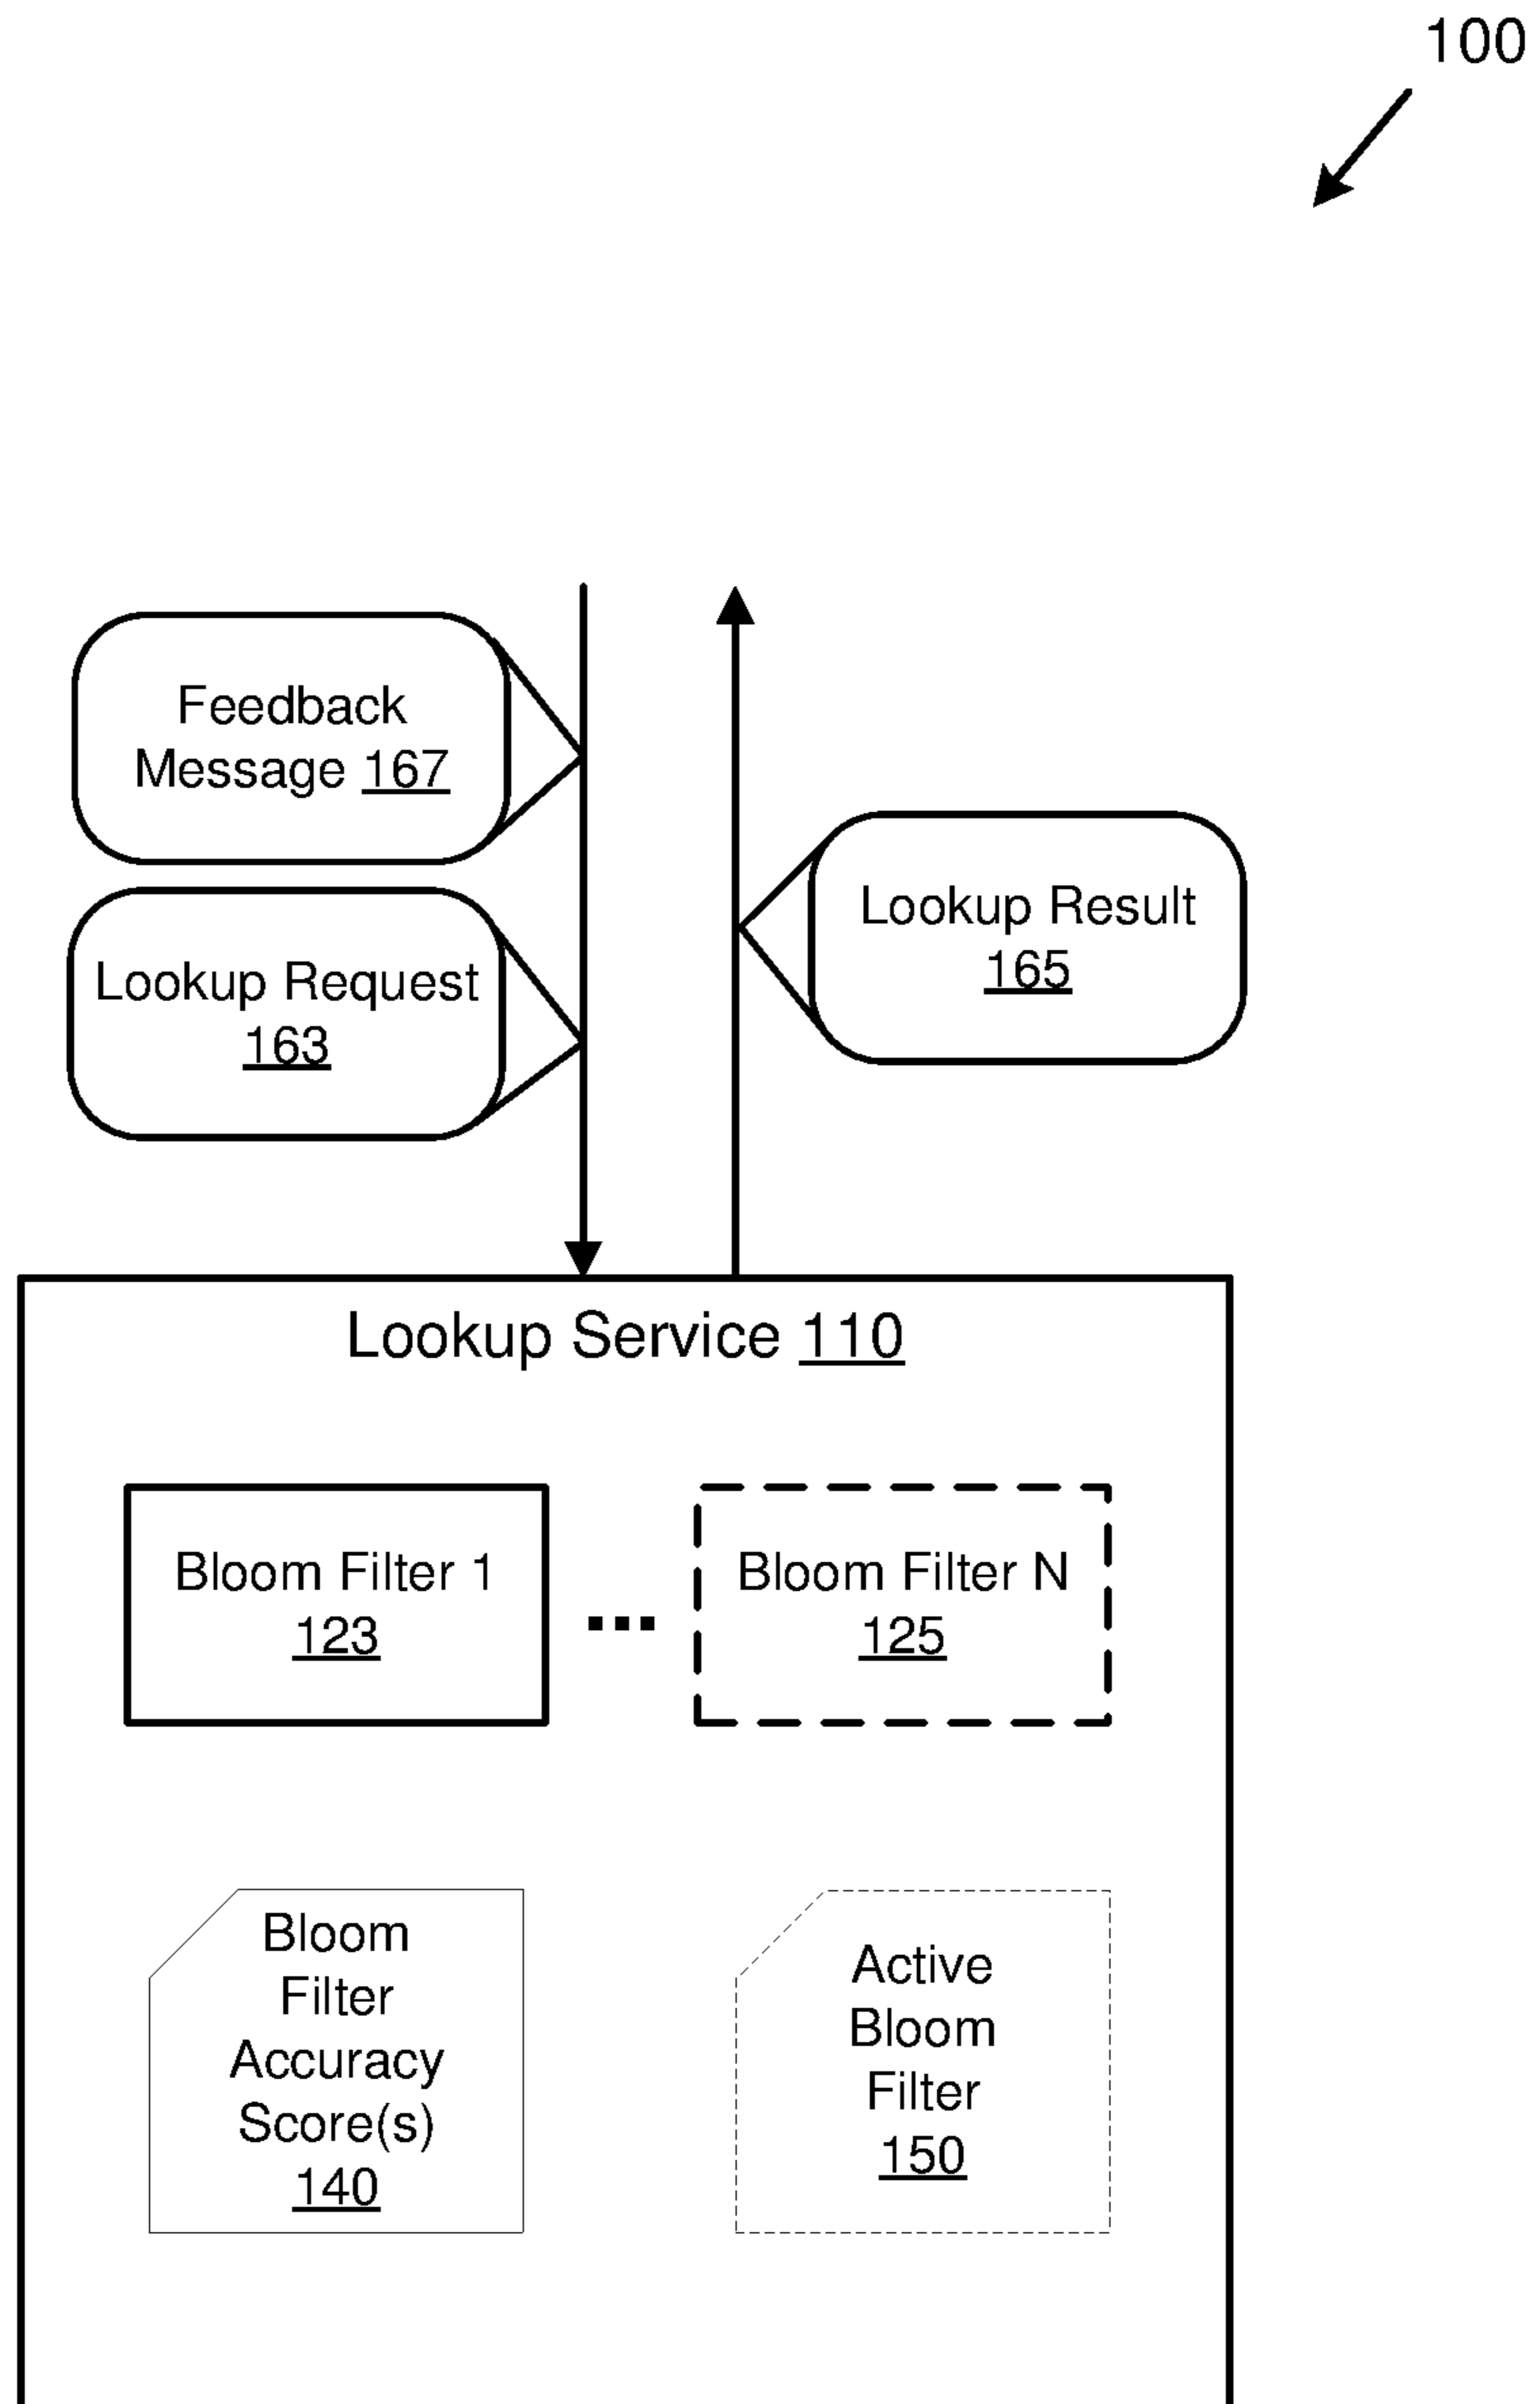 100
Feedback
Message 167
Lookup Request
163
Lookup Result
165
Lookup Service 110
Bloom Filter 1
123
...
Bloom Filter N
125
Bloom
Filter
Accuracy
Score(s)
140
Active
Bloom
Filter
150